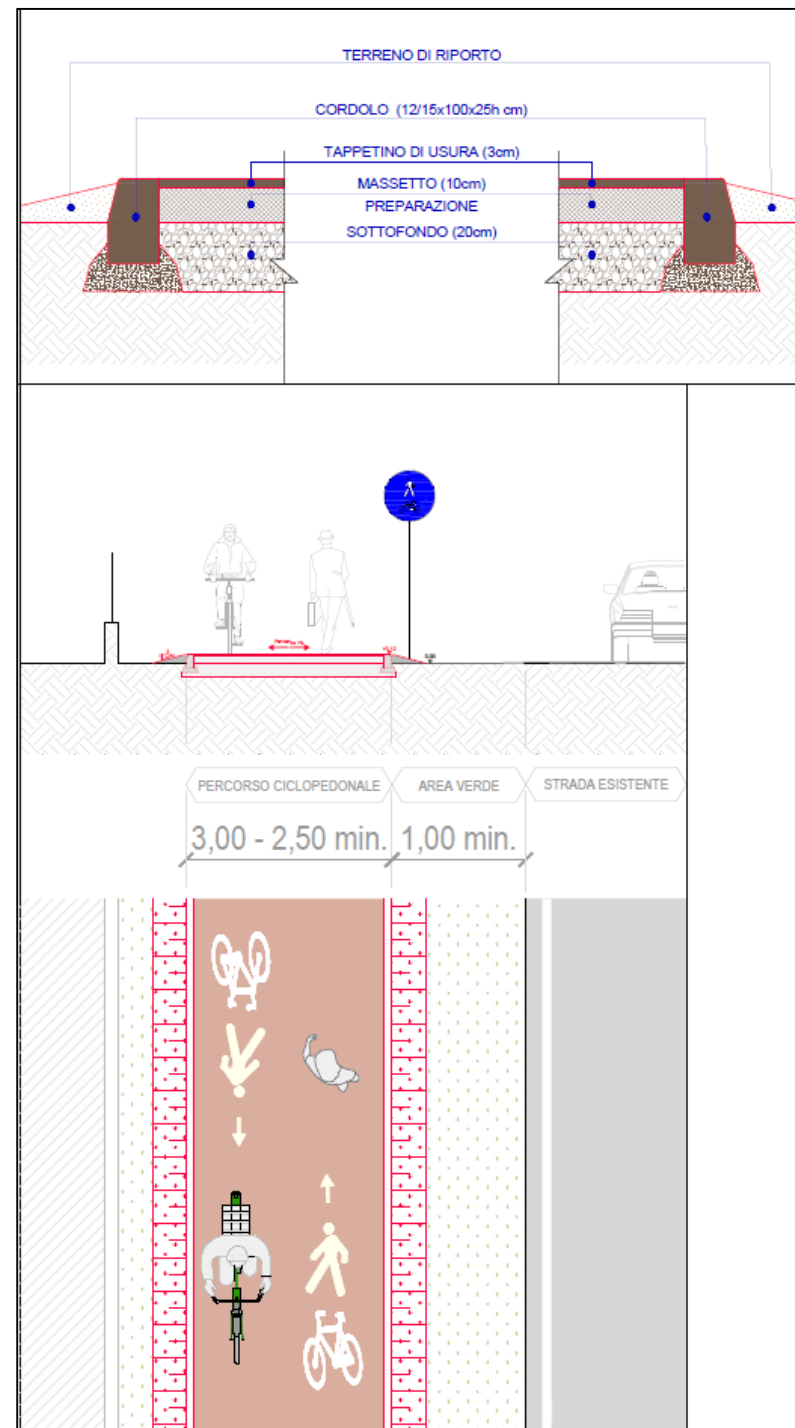 TERRENO DI RIPORTO
CORDOLO (12/15x100x25h cm)
TAPPETINO DI USURA (3cm)
MASSETTO (10cm)
PREPARAZIONE
SOTTOFONDO (20cm)
PERCORSO CICLOPEDONALE
AREA VERDE
STRADA ESISTENTE
3,00 - 2,50 min.
1,00 min.